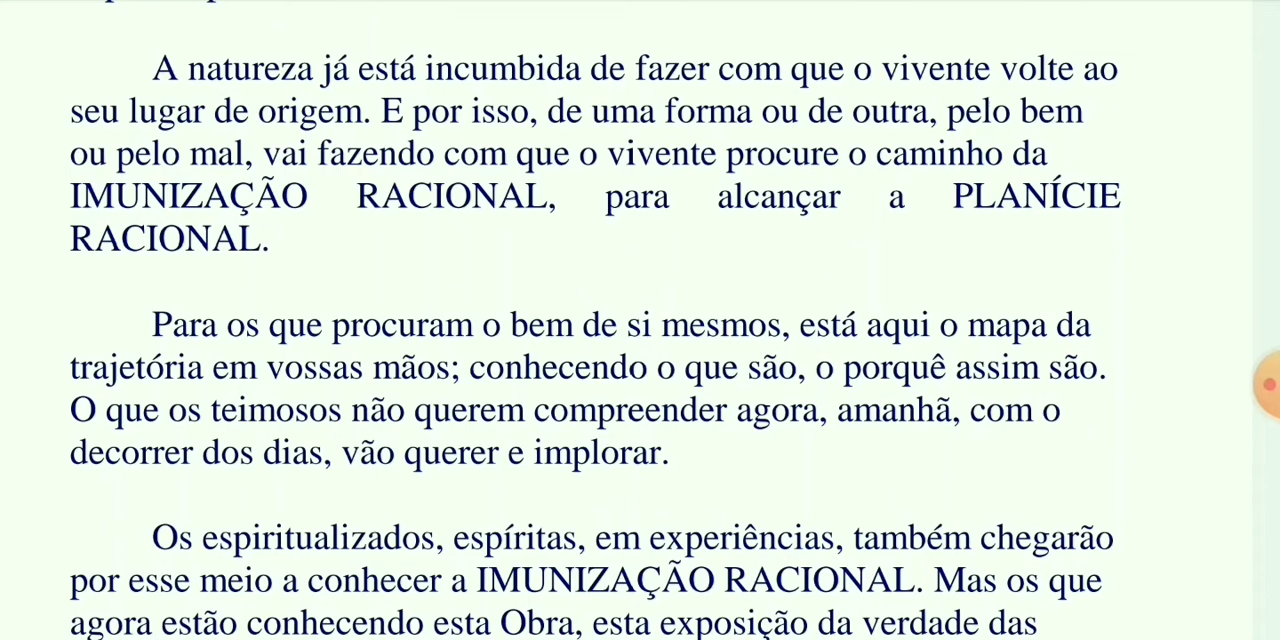 A natureza já está incumbida de fazer com que o vivente volte ao
seu lugar de origem. E por isso, de uma forma ou de outra, pelo bem
ou pelo mal, vai fazendo com que o vivente procure o caminho da
IMUNIZAÇÃO RACIONAL, para alcançar a PLANÍCIE
RACIONAL.
Para os que procuram o bem de si mesmos, está aqui o mapa da
trajetória em vossas mãos; conhecendo o que são, o porquê assim são.
O que os teimosos não querem compreender agora, amanhã, com o
decorrer dos dias, vão querer e implorar.
Os espiritualizados, espíritas, em experiências, também chegarão
por esse meio a conhecer a IMUNIZAÇÃO RACIONAL. Mas os que
agora estão conhecendo esta Obra, esta exposição da verdade das